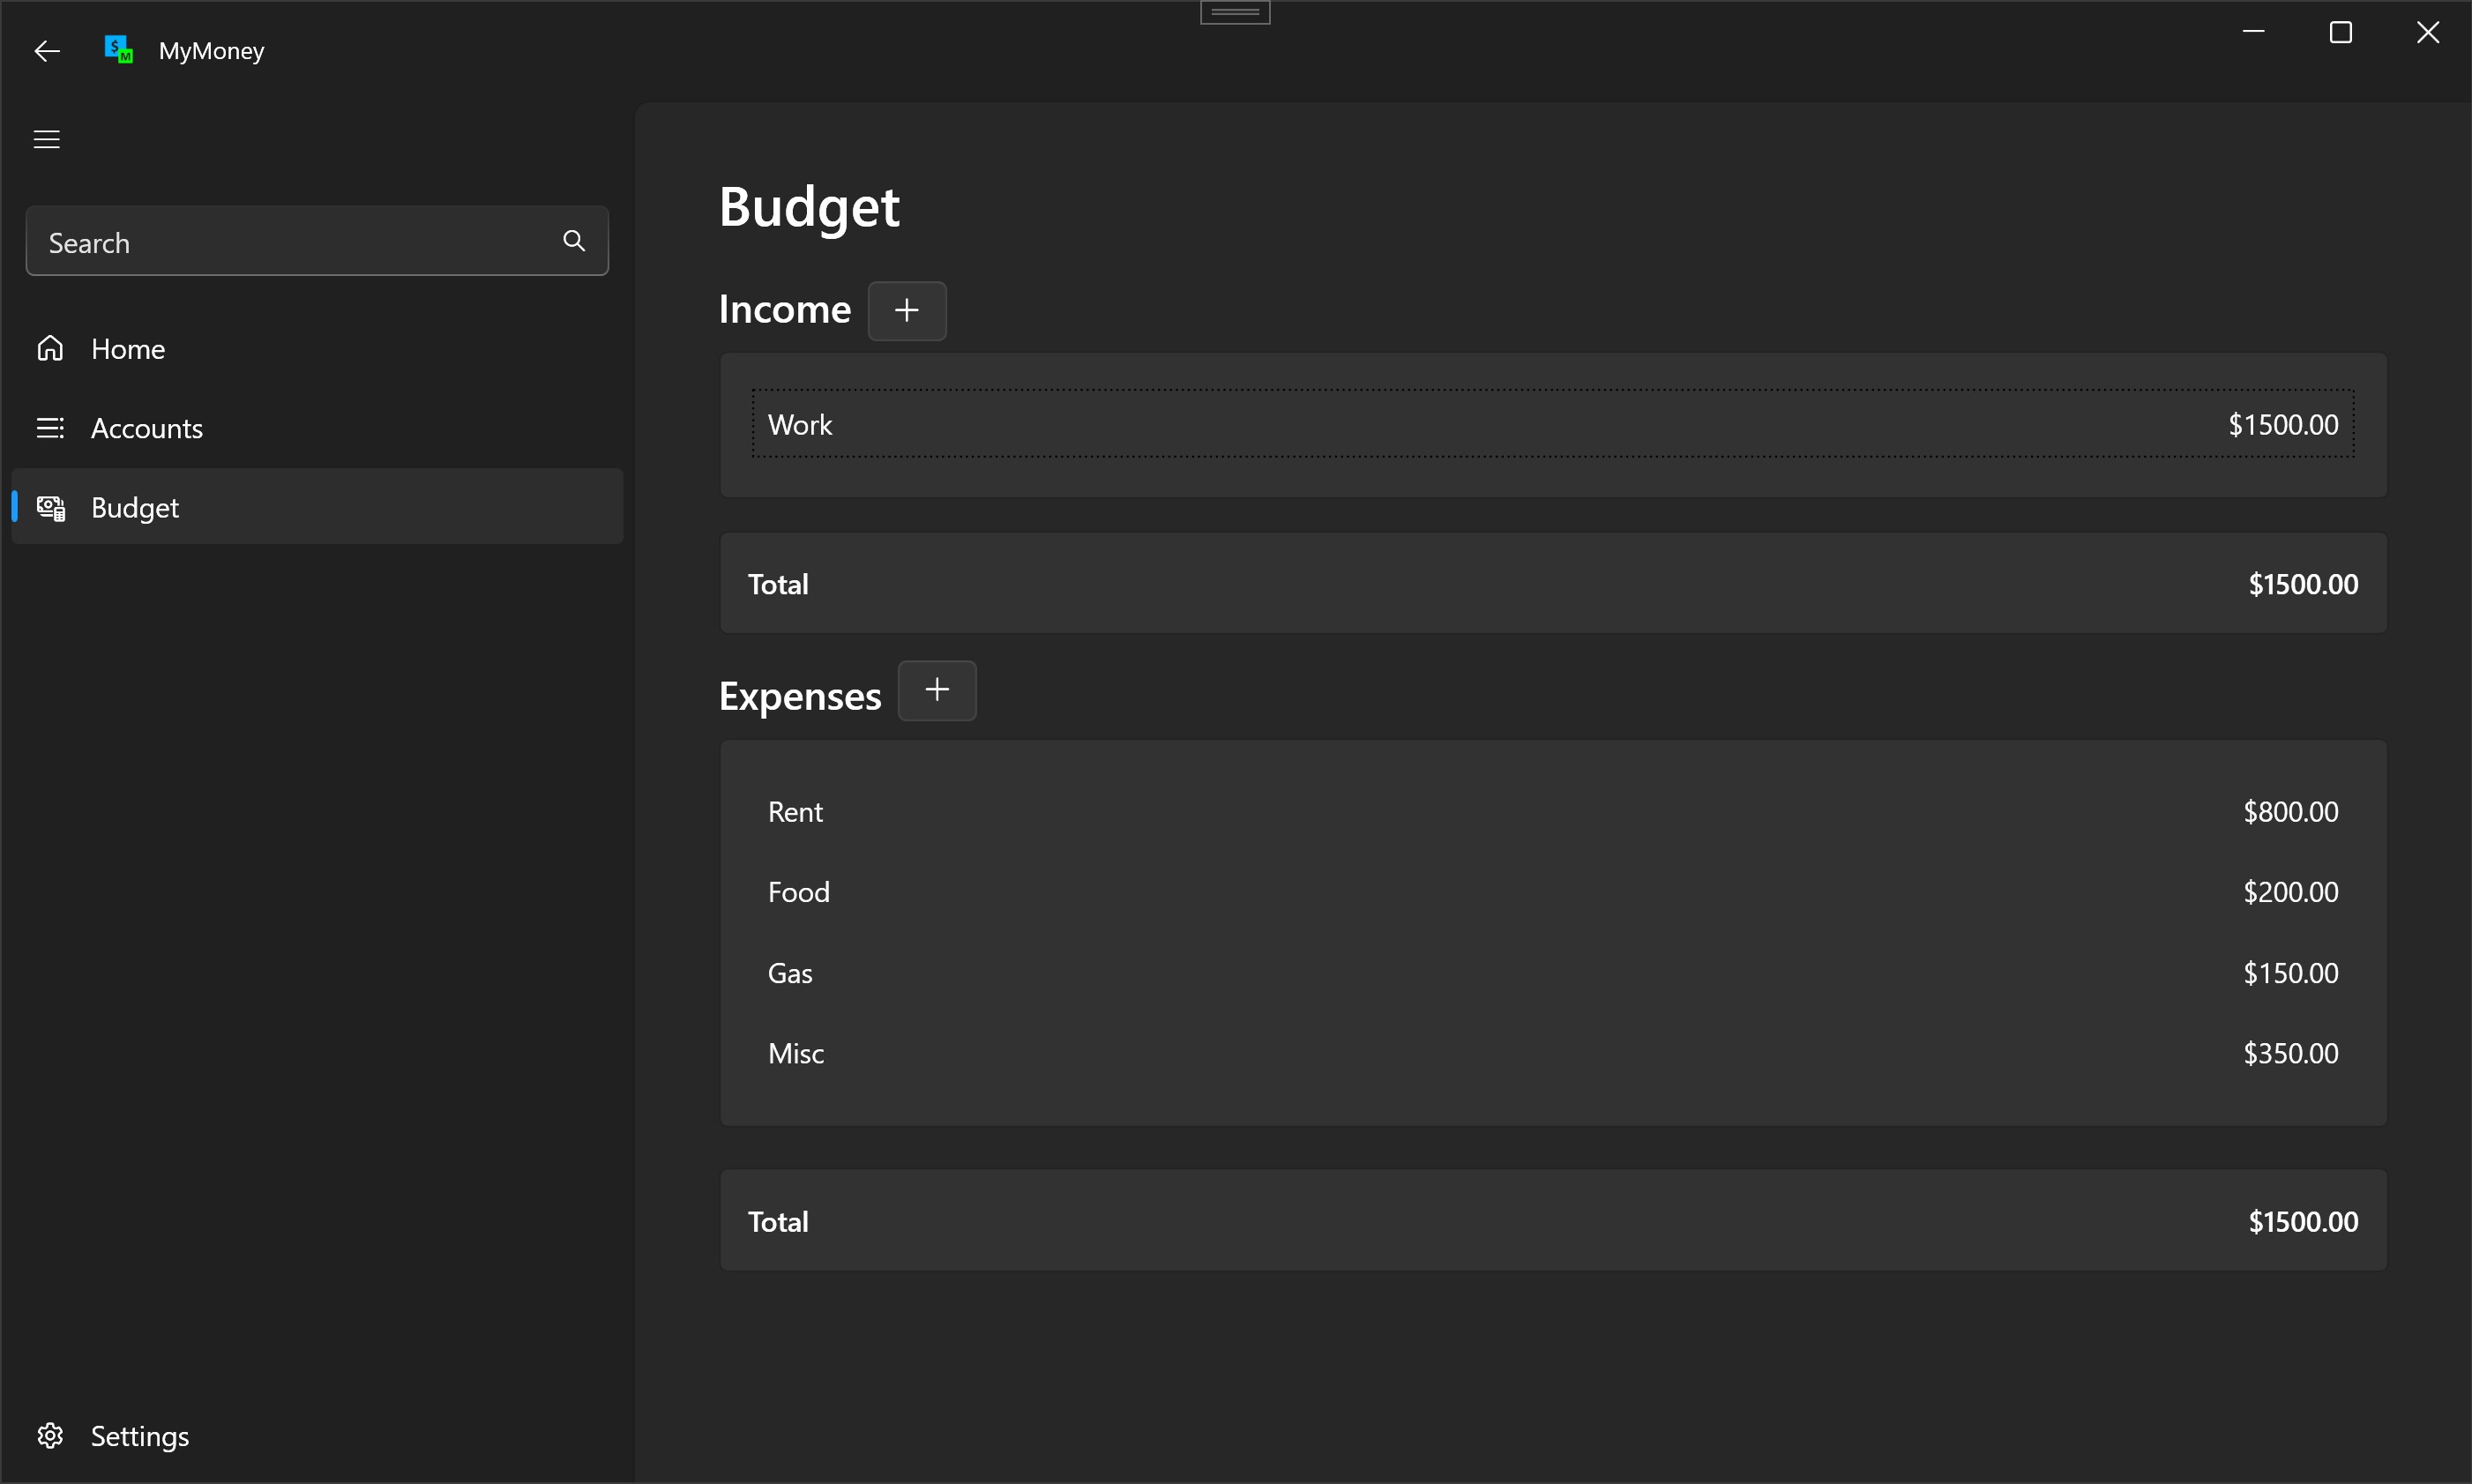 MyMoney
Search
Home
Accounts
Budget
Settings
Budget
Income
Work $1500.00
Total $1500.00
Expenses
Rent $800.00
Food $200.00
Gas $150.00
Misc $350.00
Total $1500.00